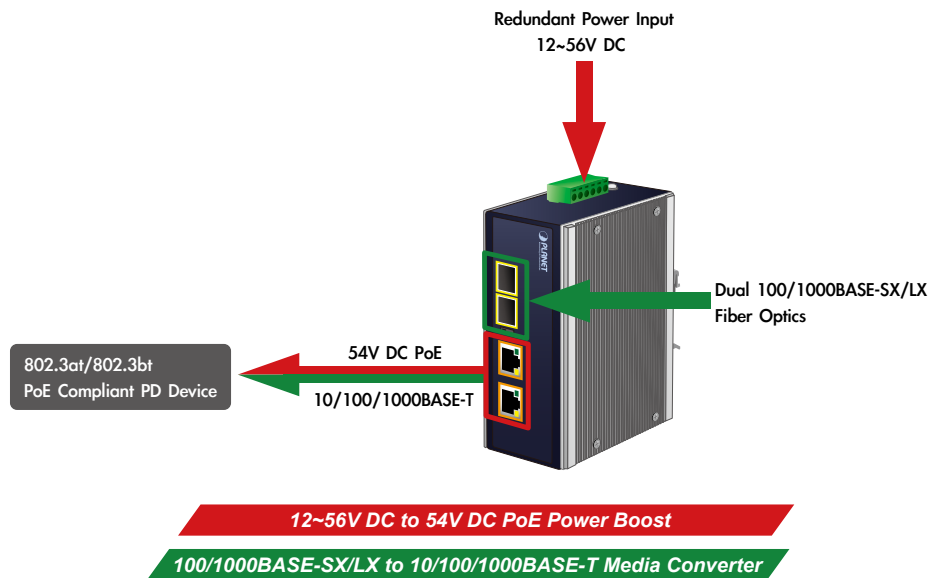 Redundant Power Input
12~56V DC
PLANET
Dual 100/1000BASE-SX/LX
Fiber Optics
54V DC PoE
802.3at/802.3bt
PoE Compliant PD Device
10/100/1000BASE-T
12~56V DC to 54V DC PoE Power Boost
100/1000BASE-SX/LX to 10/100/1000BASE-T Media Converter